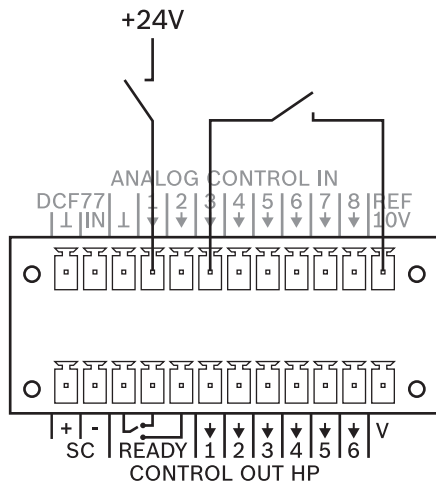 +24V
ANALOG CONTROL IN
DCF77 1 2 3 4 5 6 7 8 REF
⊥ IN ⊥ ↓ ↓ ↓ ↓ ↓ ↓ ↓ ↓ 10V
+ - ↓ ↓ ↓ ↓ ↓ ↓ V
SC READY 1 2 3 4 5 6
CONTROL OUT HP